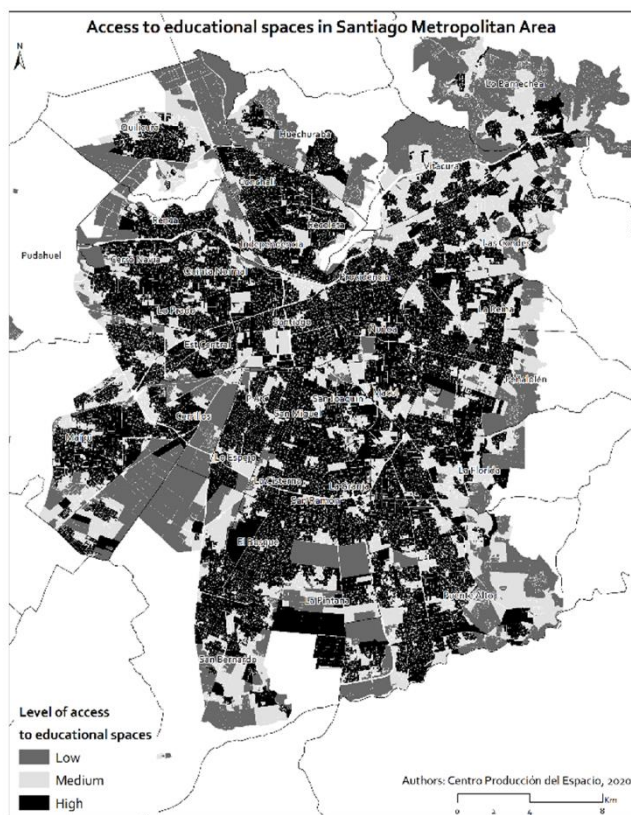 Access to educational spaces in Santiago Metropolitan Area
N
Lo Barnechea
Quilicura
Huechuraba
Vitacura
Conchalí
Renca
Recoleta
Las Condes
Independencia
Pudahuel
Cerro Navia
Quinta Normal
Providencia
Lo Prado
La Reina
Santiago
Ñuñoa
Est Central
Peñalolén
Cerrillos
P.A.C.
San Joaquín
Macul
San Miguel
Maipú
Lo Espejo
La Florida
La Cisterna
La Granja
San Ramón
El Bosque
La Pintana
Puente Alto
San Bernardo
Level of access
to educational spaces
Low
Medium
High
Authors: Centro Producción del Espacio, 2020
Km
0 2 4 8